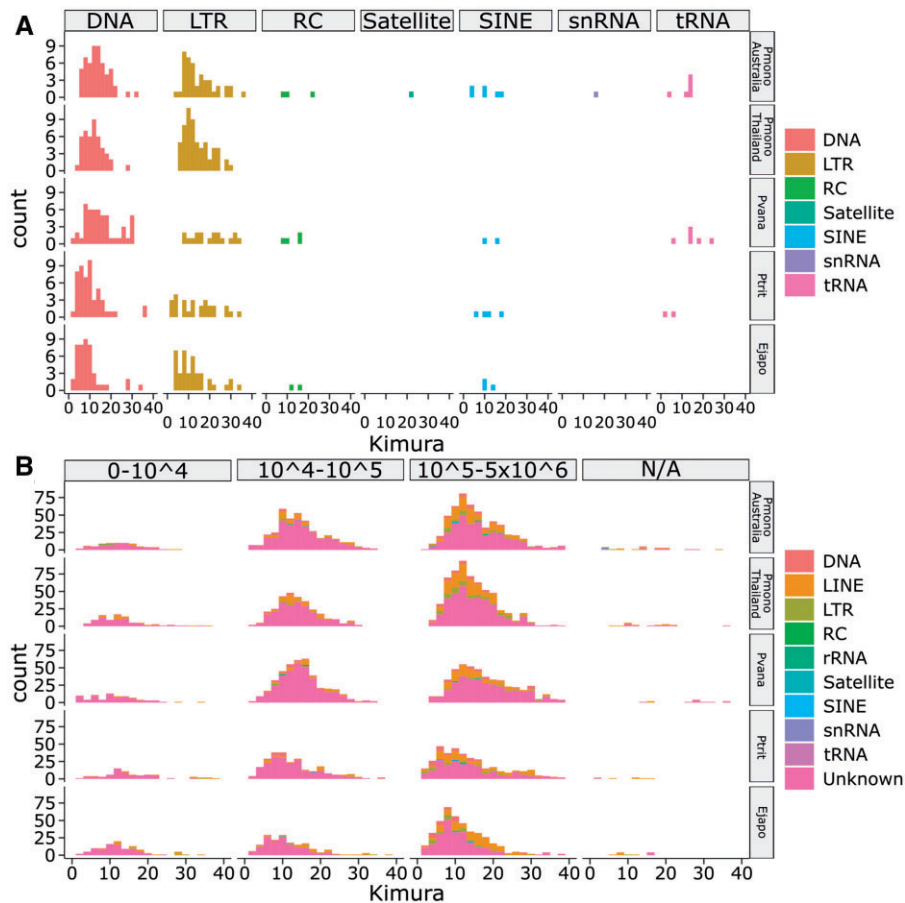 A
DNA LTR RC Satellite SINE snRNA tRNA
9
6
3
0
Pmono
Australia
9
6
3
0
Pmono
Thailand
9
6
3
0
Pvana
9
6
3
0
Ptrit
9
6
3
0
Ejapo
count
0 10 20 30 40 0 10 20 30 40 0 10 20 30 40 0 10 20 30 40
0 10 20 30 40 0 10 20 30 40 0 10 20 30 40
Kimura
DNA
LTR
RC
Satellite
SINE
snRNA
tRNA
B
0-10^4 10^4-10^5 10^5-5x10^6 N/A
75
50
25
0
Pmono
Australia
75
50
25
0
Pmono
Thailand
75
50
25
0
Pvana
75
50
25
0
Ptrit
75
50
25
0
Ejapo
count
0 10 20 30 40 0 10 20 30 40 0 10 20 30 40 0 10 20 30 40
Kimura
DNA
LINE
LTR
RC
rRNA
Satellite
SINE
snRNA
tRNA
Unknown